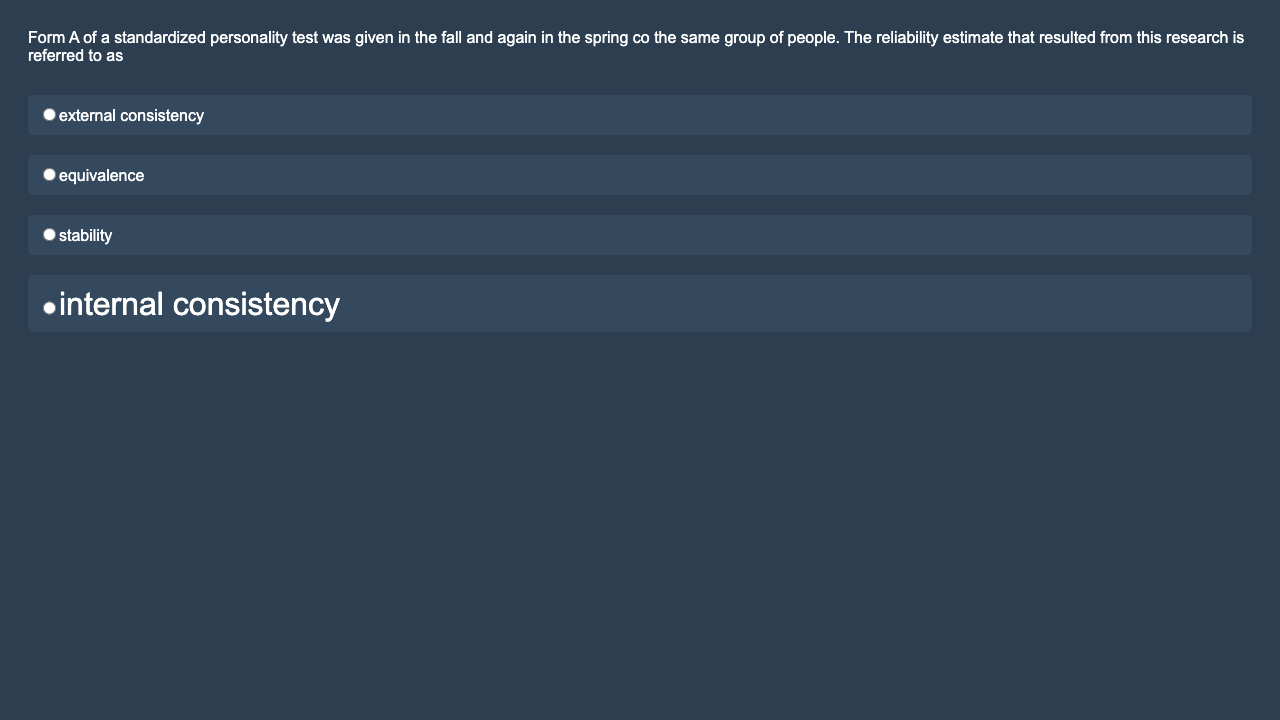 Form A of a standardized personality test was given in the fall and again in the spring co the same group of people. The reliability estimate that resulted from this research is
referred to as
external consistency
equivalence
stability
internal consistency